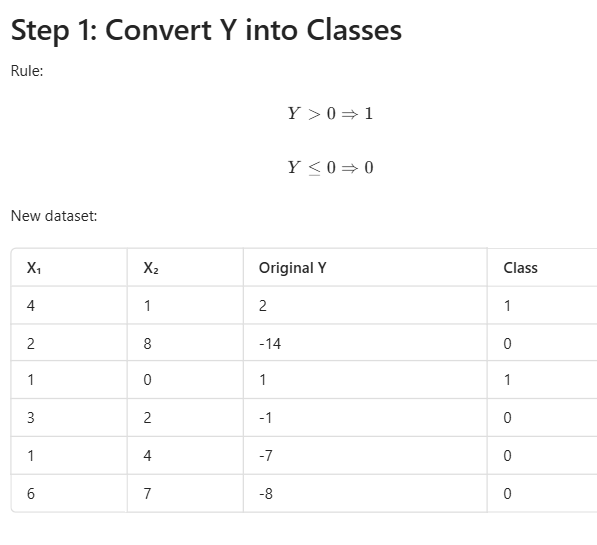 Step 1: Convert Y into Classes
Rule:
Y > 0 ⇒ 1
Y ≤ 0 ⇒ 0
New dataset:
X₁ X₂ Original Y Class
4 1 2 1
2 8 -14 0
1 0 1 1
3 2 -1 0
1 4 -7 0
6 7 -8 0